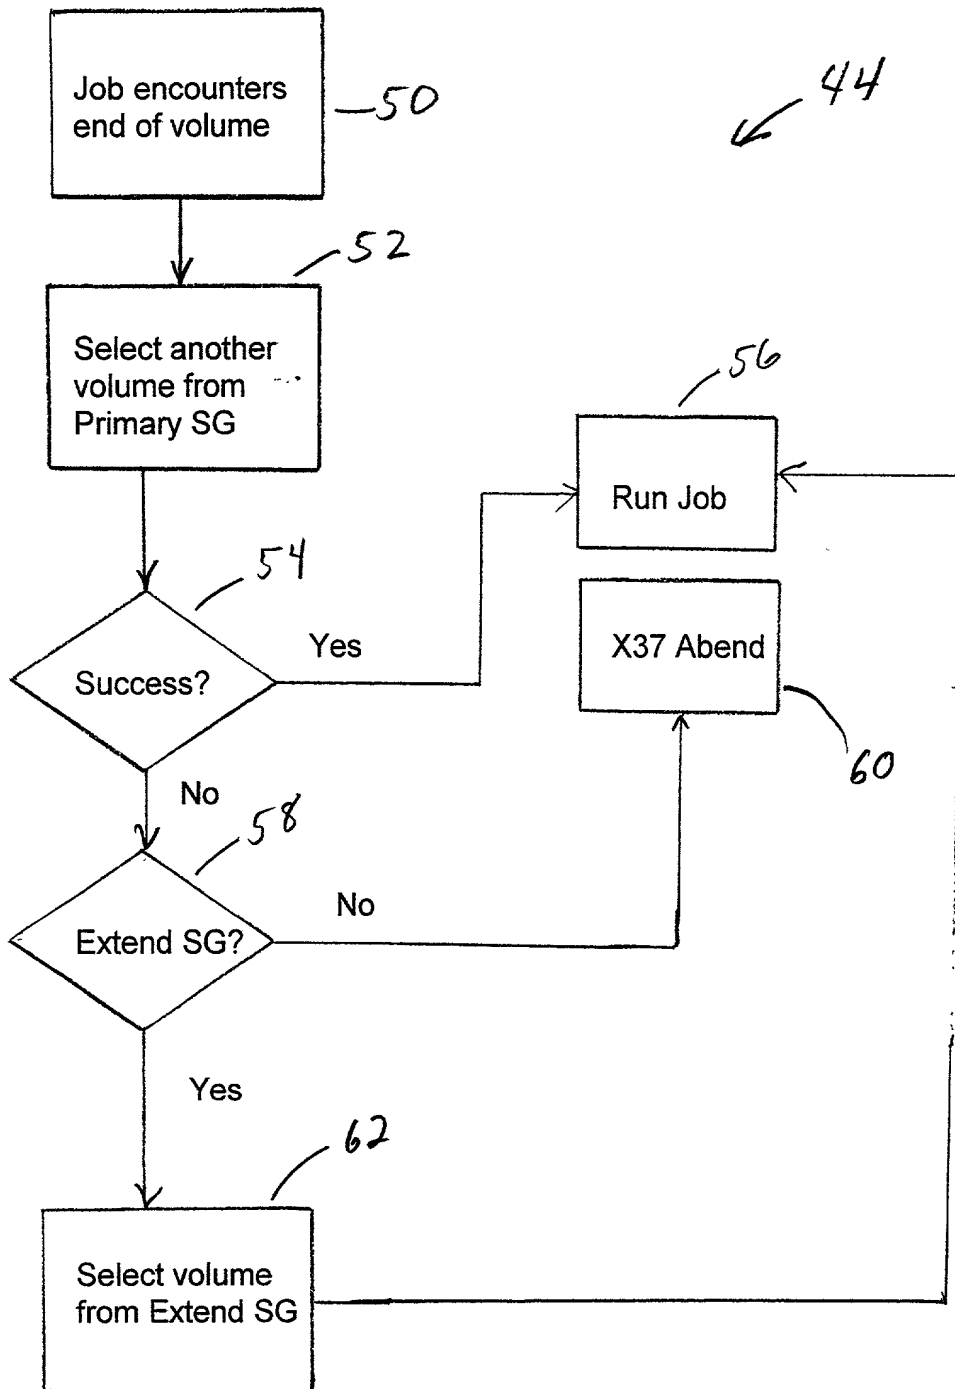 Job encounters
end of volume
50
44
52
Select another
volume from
Primary SG
56
Run Job
54
Success?
Yes
X37 Abend
60
No
58
Extend SG?
No
Yes
62
Select volume
from Extend SG